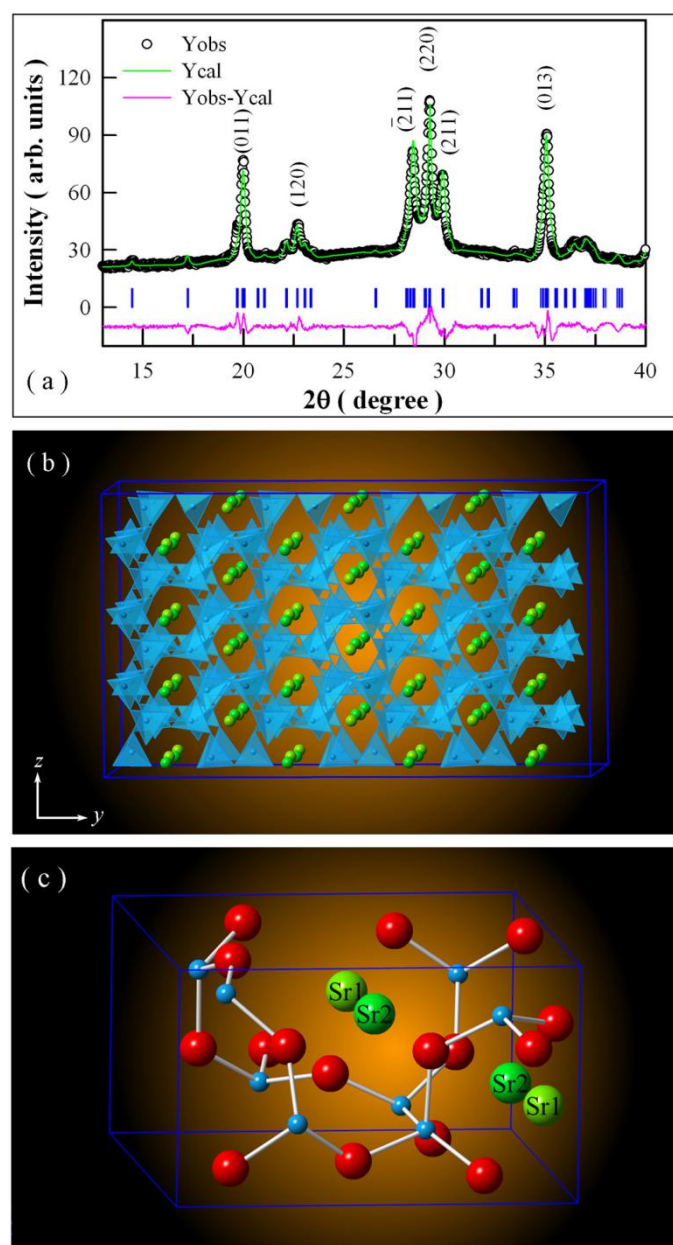 Yobs
Ycal
Yobs-Ycal
(011)
(120)
(2̄11)
(220)
(211)
(013)
Intensity ( arb. units)
120
90
60
30
0
15
20
25
30
35
40
2θ ( degree )
( a )
( b )
z
y
( c )
Sr1
Sr2
Sr2
Sr1